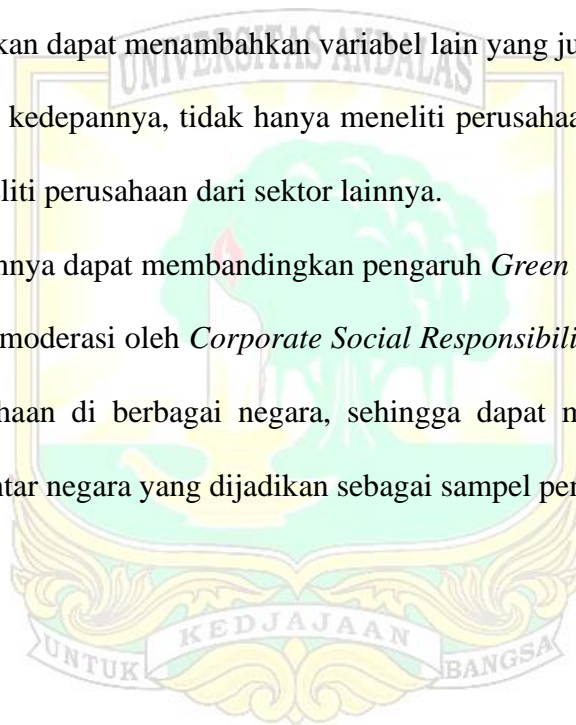 kan dapat menambahkan variabel lain yang ju
UNIVERSITAS ANDALAS
kedepannya, tidak hanya meneliti perusahaa
liti perusahaan dari sektor lainnya.
nnya dapat membandingkan pengaruh Green
moderasi oleh Corporate Social Responsibili
haan di berbagai negara, sehingga dapat m
ntar negara yang dijadikan sebagai sampel per
UNTUK KEDJAJAAN BANGSA